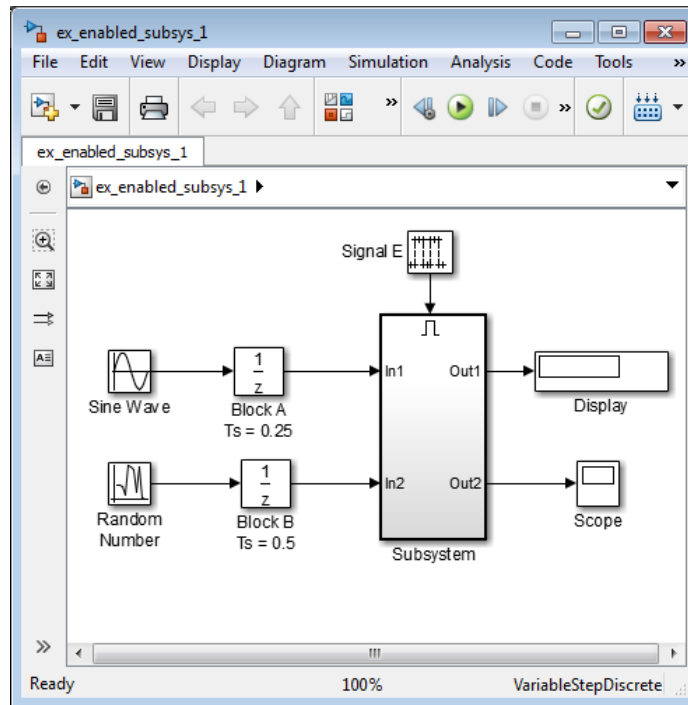 ex_enabled_subsys_1
File Edit View Display Diagram Simulation Analysis Code Tools »
» »
ex_enabled_subsys_1
ex_enabled_subsys_1
Signal E
In1 Out1
1
z
Sine Wave
Block A
Ts = 0.25
Display
In2 Out2
1
z
Random
Number
Block B
Ts = 0.5
Scope
Subsystem
»
Ready 100% VariableStepDiscrete